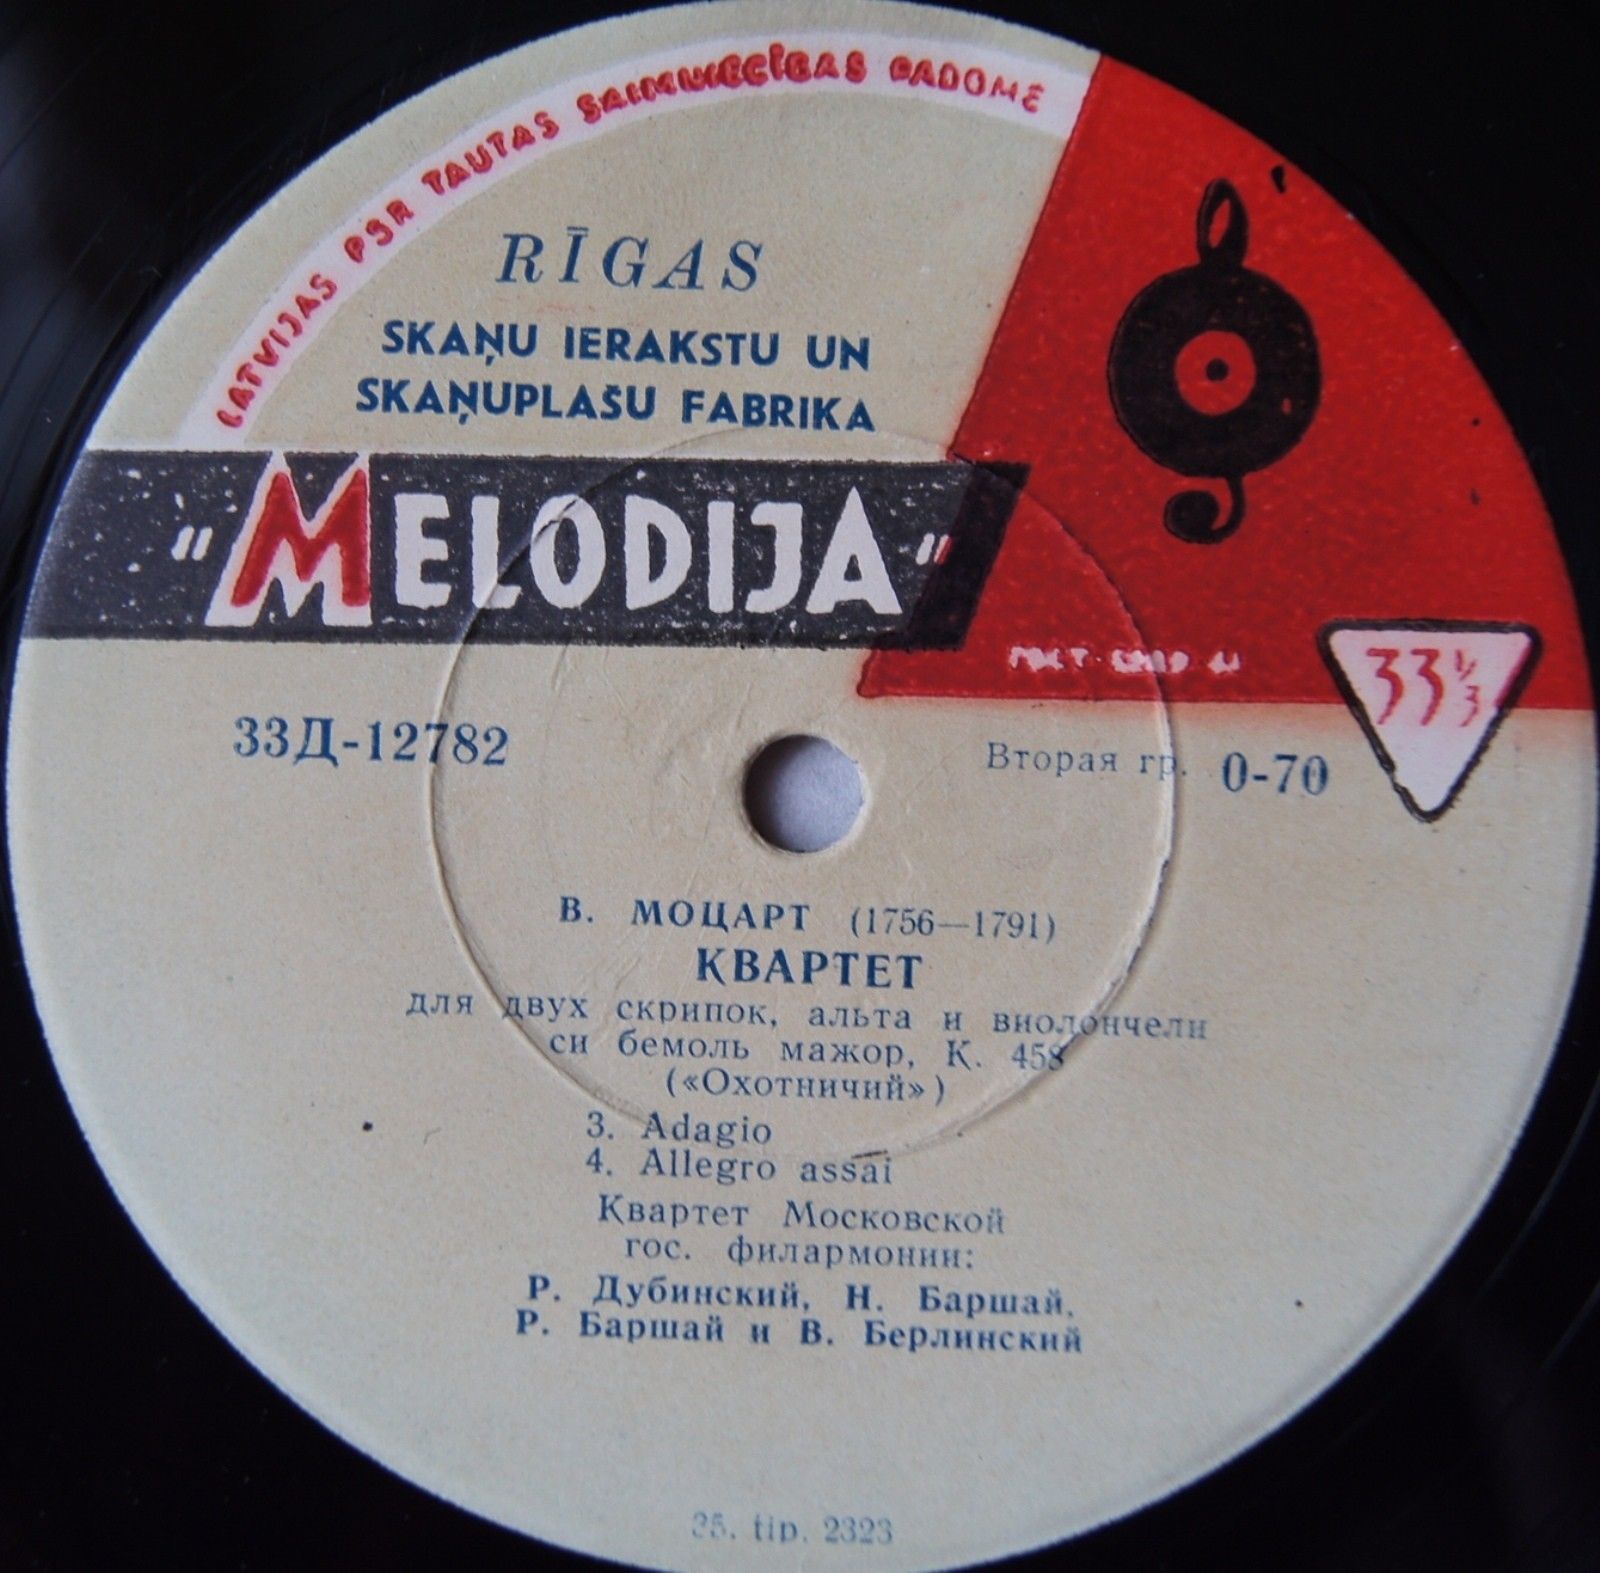 LATVIJAS PSR TAUTAS SAIMNIECĪBAS PADOME
RĪGAS
SKAŅU IERAKSTU UN
SKAŅUPLAŠU FABRIKA
"MELODIJA"
ГОСТ
33⅓
33Д-12782
Вторая гр. 0-70
В. МОЦАРТ (1756—1791)
КВАРТЕТ
для двух скрипок, альта и виолончели
си бемоль мажор, К. 458
(«Охотничий»)
3. Adagio
4. Allegro assai
Квартет Московской
гос. филармонии:
Р. Дубинский, Н. Баршай,
Р. Баршай и В. Берлинский
35. tip. 2323